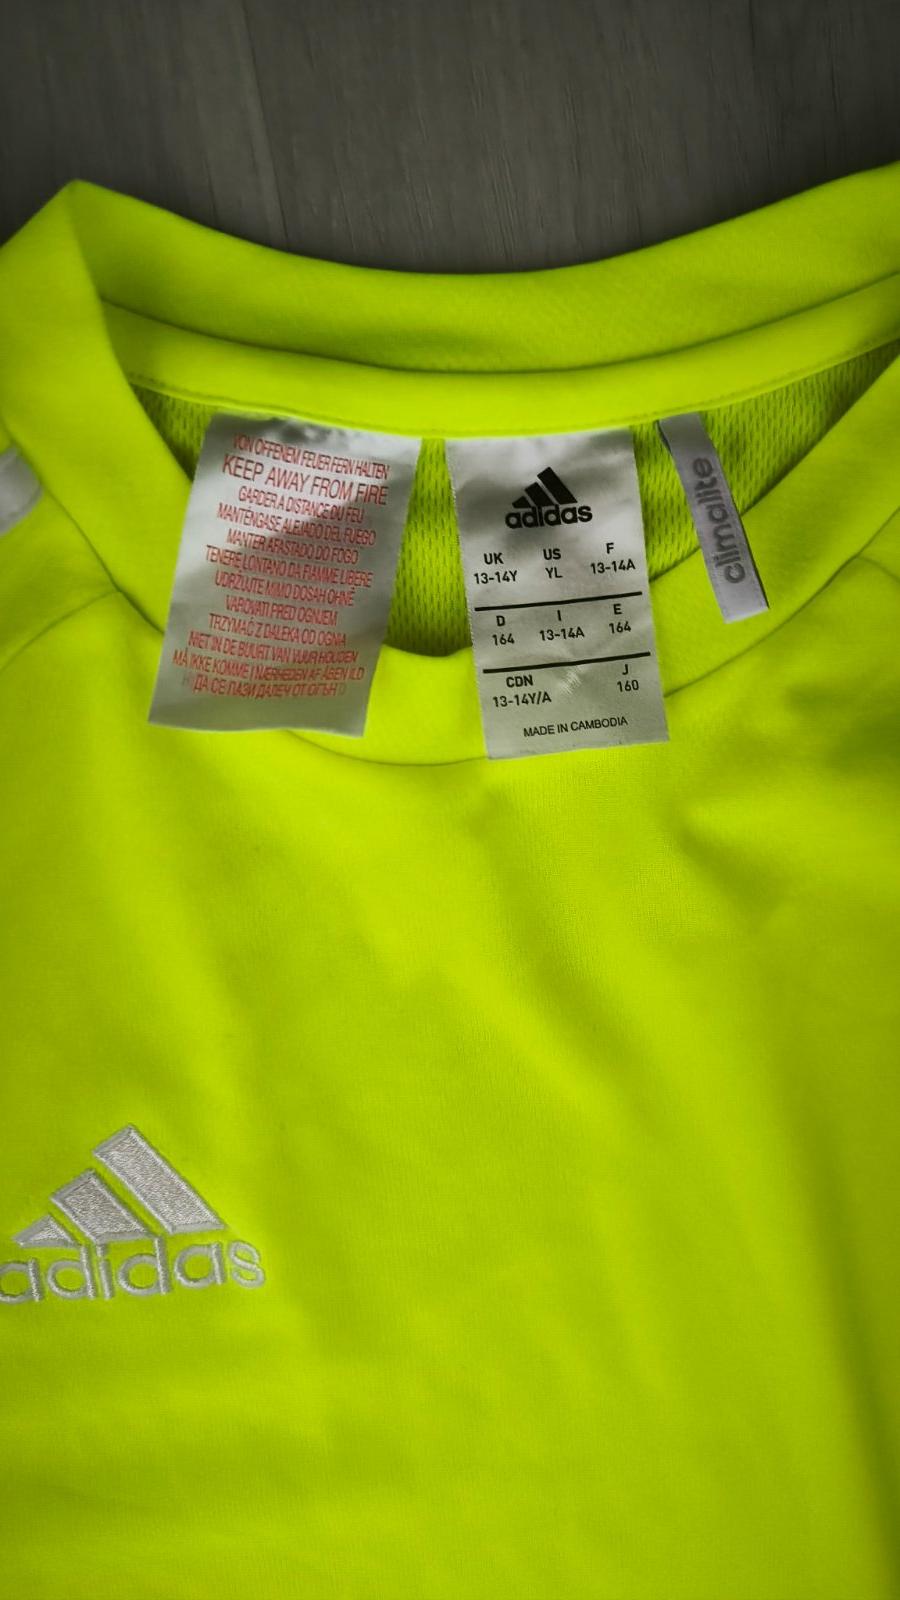 VON OFFENEM FEUER FERN HALTEN
KEEP AWAY FROM FIRE
GARDER A DISTANCE DU FEU
MANTÉNGASE ALEJADO DEL FUEGO
MANTER AFASTADO DO FOGO
TENERE LONTANO DA FIAMME LIBERE
UDRŽUJTE MIMO DOSAH OHNĚ
VAROVATI PRED OGNJEM
TRZYMAĆ Z DALEKA OD OGNIA
NIET IN DE BUURT VAN VUUR HOUDEN
MÅ IKKE KOMME I NÆRHEDEN AF ÅBEN ILD
ДА СЕ ПАЗИ ДАЛЕЧ ОТ ОГЪН
adidas
UK US F
13-14Y YL 13-14A
D I E
164 13-14A 164
CDN J
13-14Y/A 160
MADE IN CAMBODIA
climalite
adidas